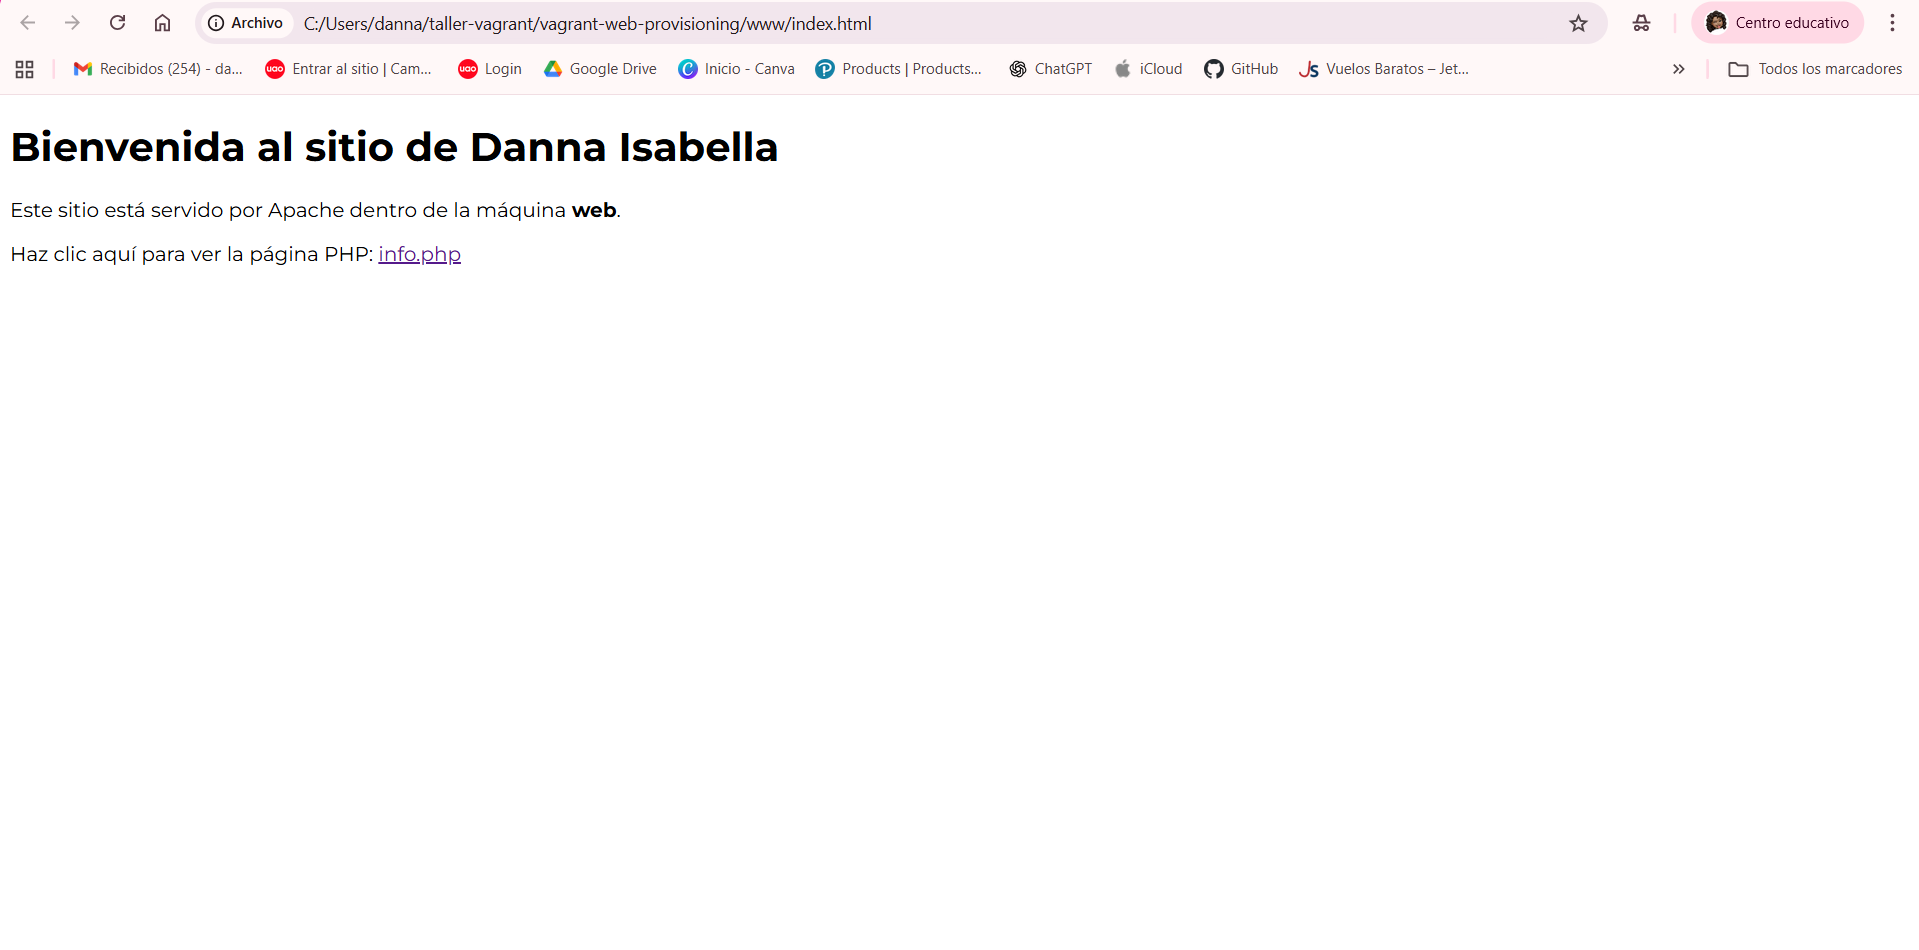 Archivo C:/Users/danna/taller-vagrant/vagrant-web-provisioning/www/index.html Centro educativo
Recibidos (254) - da... uao Entrar al sitio | Cam... uao Login Google Drive Inicio - Canva Products | Products... ChatGPT iCloud GitHub Vuelos Baratos – Jet... » Todos los marcadores
Bienvenida al sitio de Danna Isabella
Este sitio está servido por Apache dentro de la máquina web.
Haz clic aquí para ver la página PHP: info.php